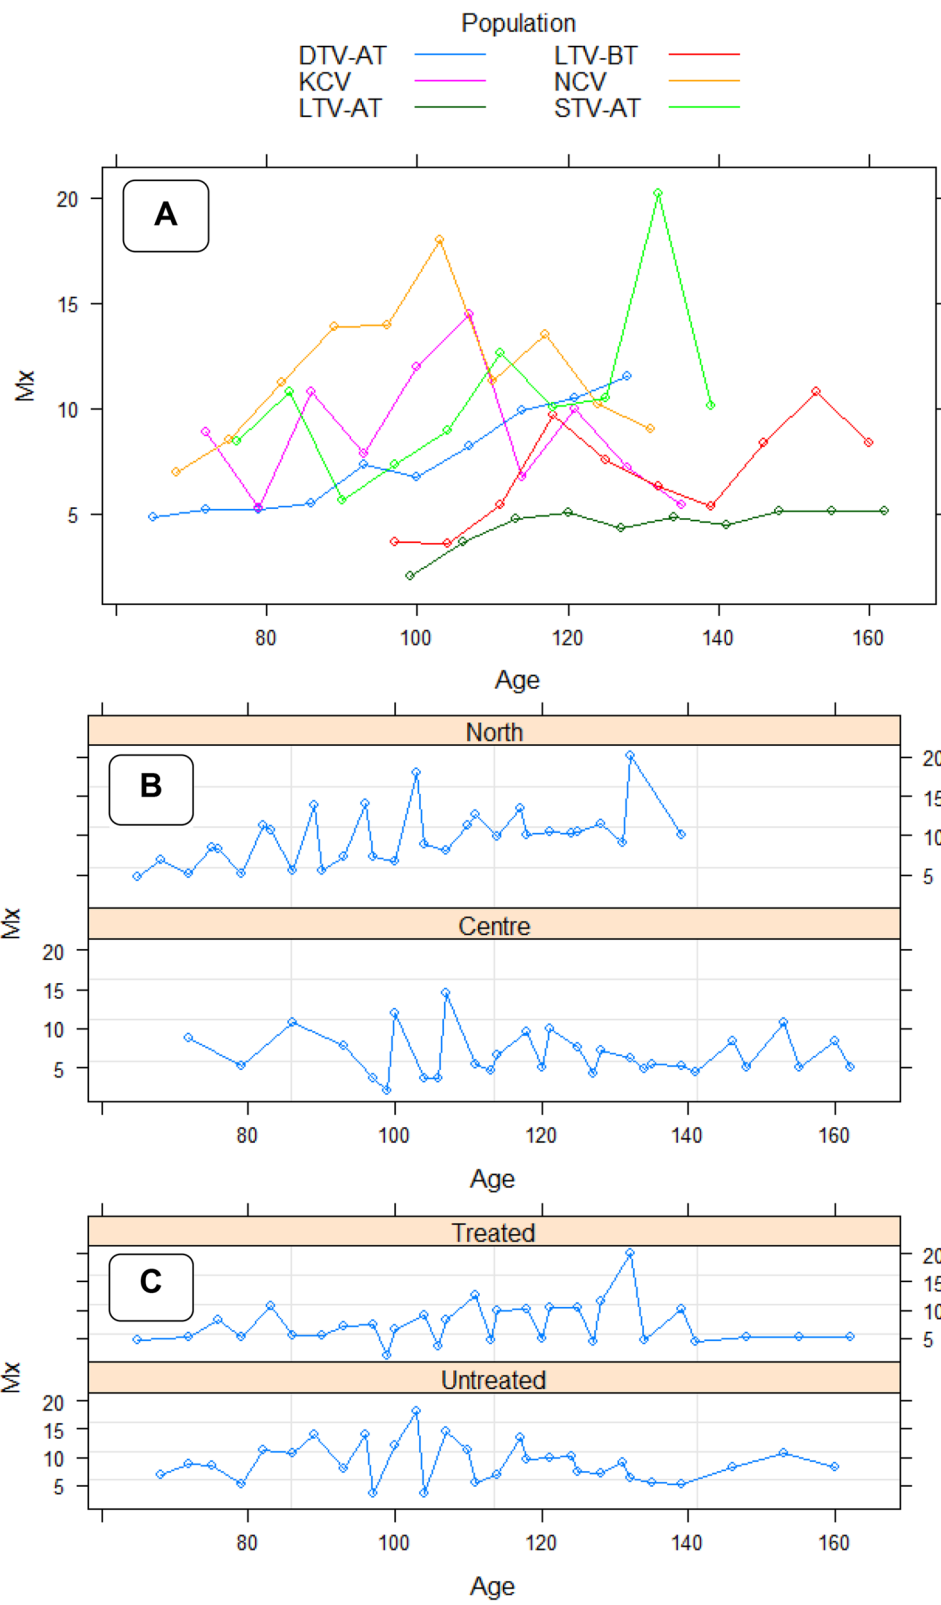 Population
DTV-AT LTV-BT
KCV NCV
LTV-AT STV-AT
A
20
15
10
5
Mx
80 100 120 140 160
Age
North
B
20
15
10
5
Mx
Centre
20
15
10
5
80 100 120 140 160
Age
Treated
C
20
15
10
5
Mx
Untreated
20
15
10
5
80 100 120 140 160
Age